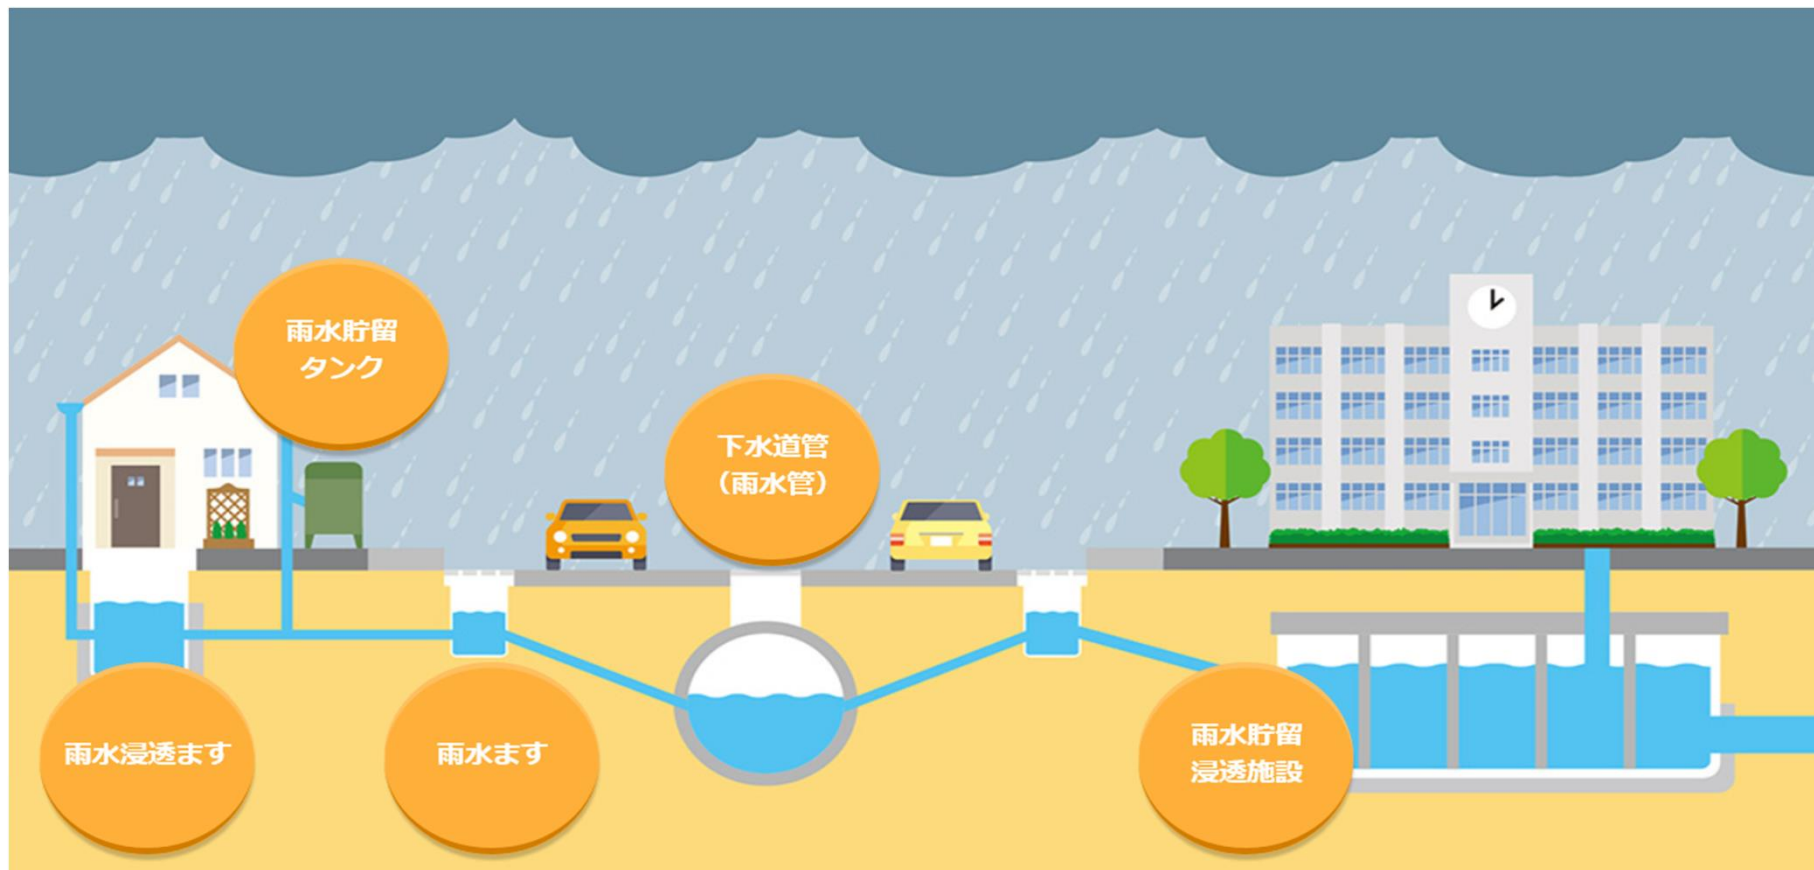 雨水貯留
タンク
下水道管
（雨水管）
雨水浸透ます
雨水ます
雨水貯留
浸透施設